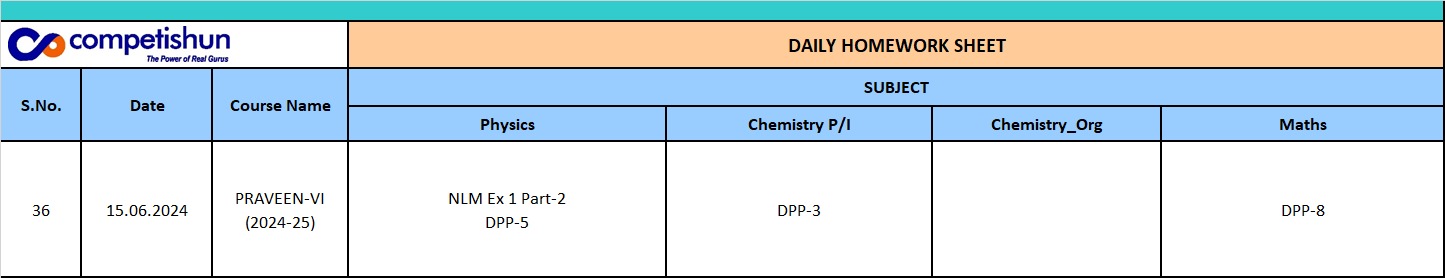 competishun
The Power of Real Gurus
DAILY HOMEWORK SHEET
S.No.
Date
Course Name
SUBJECT
Physics
Chemistry P/I
Chemistry_Org
Maths
36
15.06.2024
PRAVEEN-VI
(2024-25)
NLM Ex 1 Part-2
DPP-5
DPP-3
DPP-8